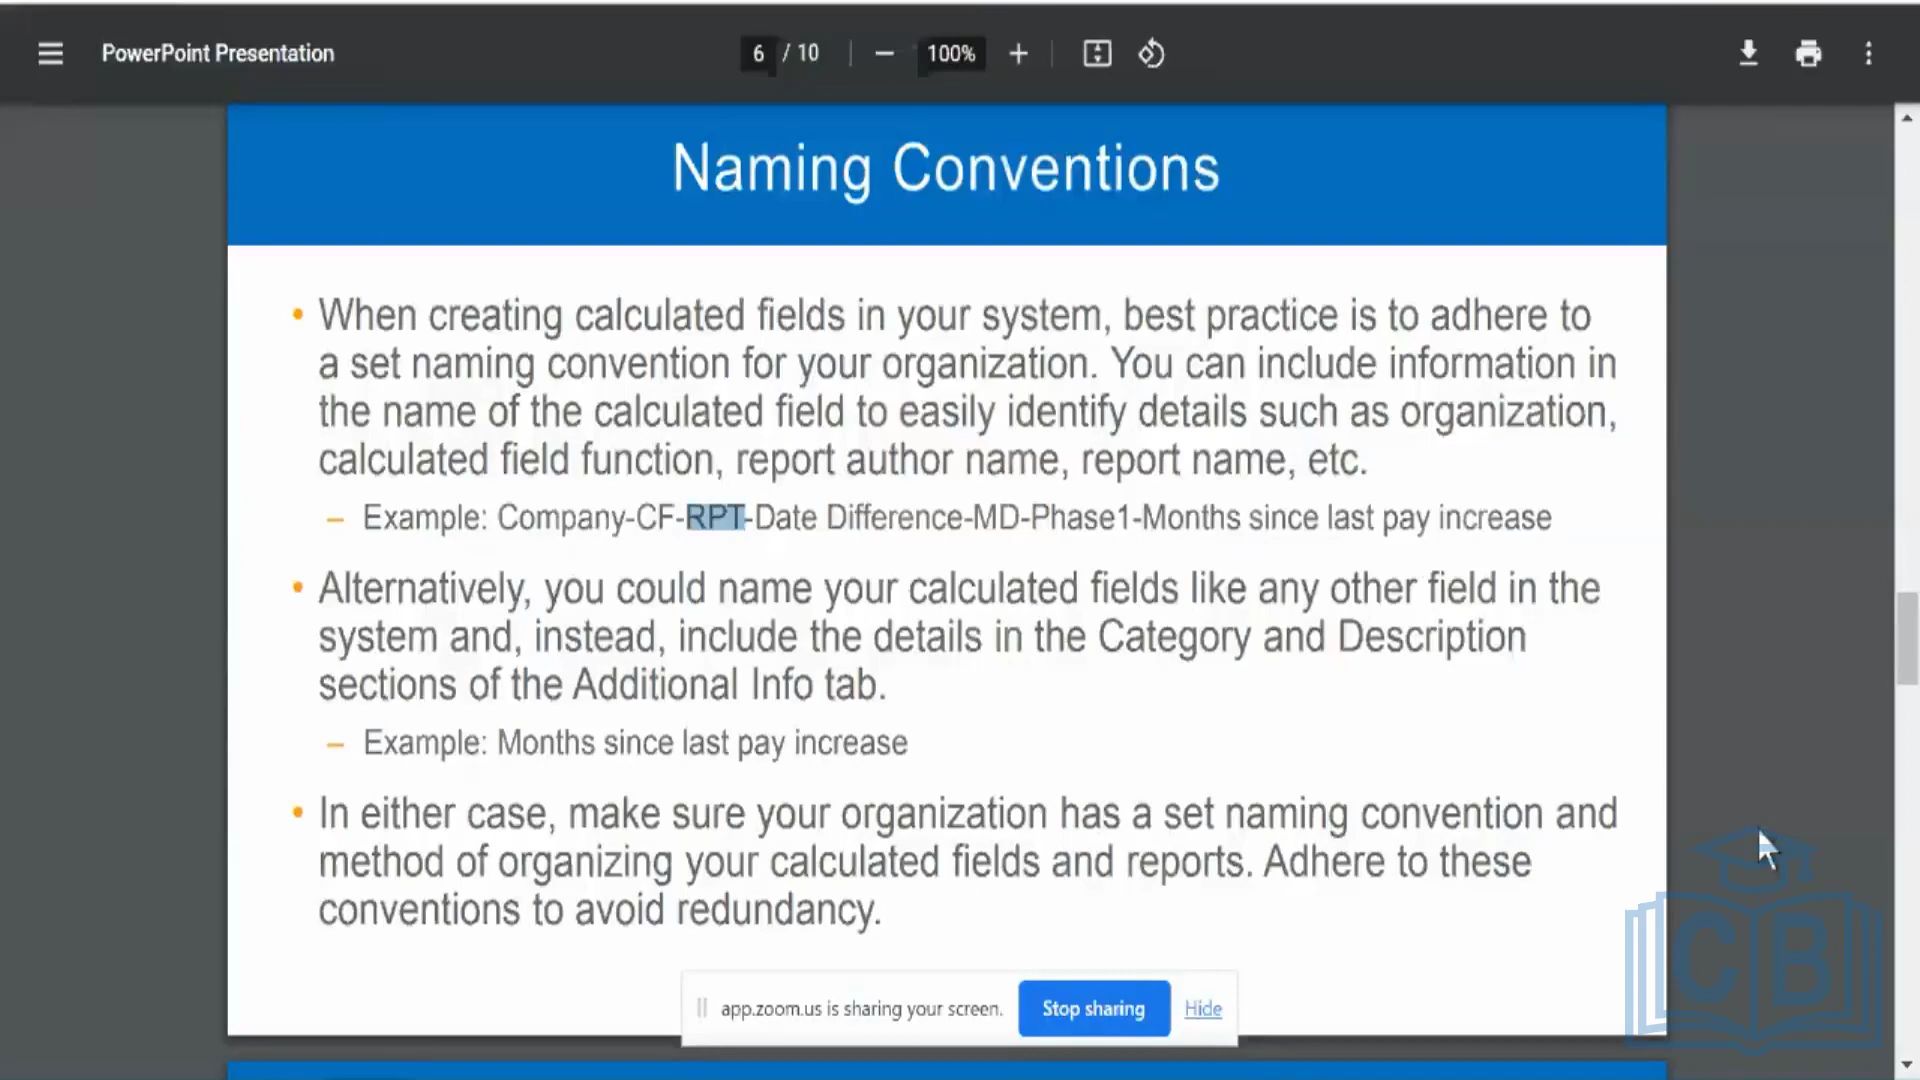 PowerPoint Presentation
6 / 10
100%
Naming Conventions
• When creating calculated fields in your system, best practice is to adhere to
a set naming convention for your organization. You can include information in
the name of the calculated field to easily identify details such as organization,
calculated field function, report author name, report name, etc.
– Example: Company-CF-RPT-Date Difference-MD-Phase1-Months since last pay increase
• Alternatively, you could name your calculated fields like any other field in the
system and, instead, include the details in the Category and Description
sections of the Additional Info tab.
– Example: Months since last pay increase
• In either case, make sure your organization has a set naming convention and
method of organizing your calculated fields and reports. Adhere to these
conventions to avoid redundancy.
CB
app.zoom.us is sharing your screen. Stop sharing Hide